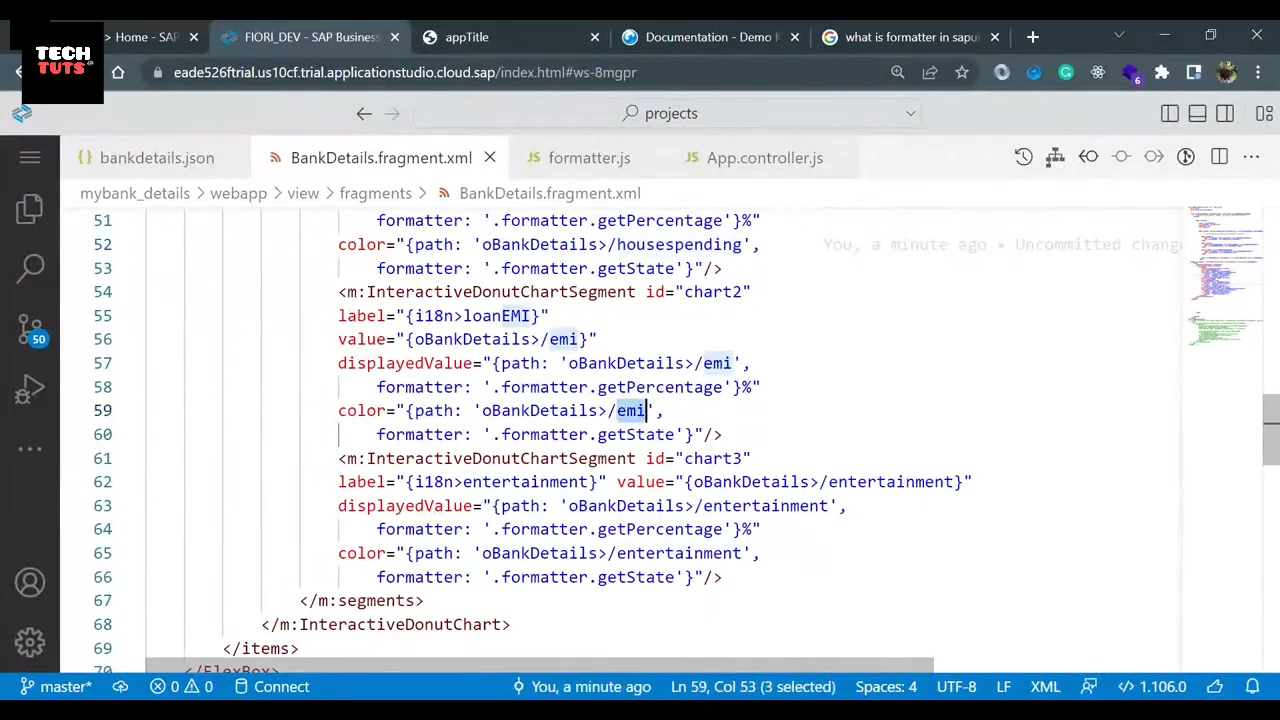 TECH
TUTS
Home - SAP
FIORI_DEV - SAP Business
appTitle
Documentation - Demo K
what is formatter in sapu
eade526ftrial.us10cf.trial.applicationstudio.cloud.sap/index.html#ws-8mgpr
6
projects
{} bankdetails.json
BankDetails.fragment.xml
JS formatter.js
JS App.controller.js
mybank_details > webapp > view > fragments > BankDetails.fragment.xml
51 formatter: '.formatter.getPercentage'}%"
52 color="{path: 'oBankDetails>/housespending', You, a minute ago • Uncommitted chang
53 formatter: '.formatter.getState'}"/>
54 <m:InteractiveDonutChartSegment id="chart2"
55 label="{i18n>loanEMI}"
56 value="{oBankDetails>/emi}"
57 displayedValue="{path: 'oBankDetails>/emi',
58 formatter: '.formatter.getPercentage'}%"
59 color="{path: 'oBankDetails>/emi',
60 formatter: '.formatter.getState'}"/>
61 <m:InteractiveDonutChartSegment id="chart3"
62 label="{i18n>entertainment}" value="{oBankDetails>/entertainment}"
63 displayedValue="{path: 'oBankDetails>/entertainment',
64 formatter: '.formatter.getPercentage'}%"
65 color="{path: 'oBankDetails>/entertainment',
66 formatter: '.formatter.getState'}"/>
67 </m:segments>
68 </m:InteractiveDonutChart>
69 </items>
70 </FlexBox>
50
master*
0
0
Connect
You, a minute ago
Ln 59, Col 53 (3 selected)
Spaces: 4
UTF-8
LF
XML
</> 1.106.0